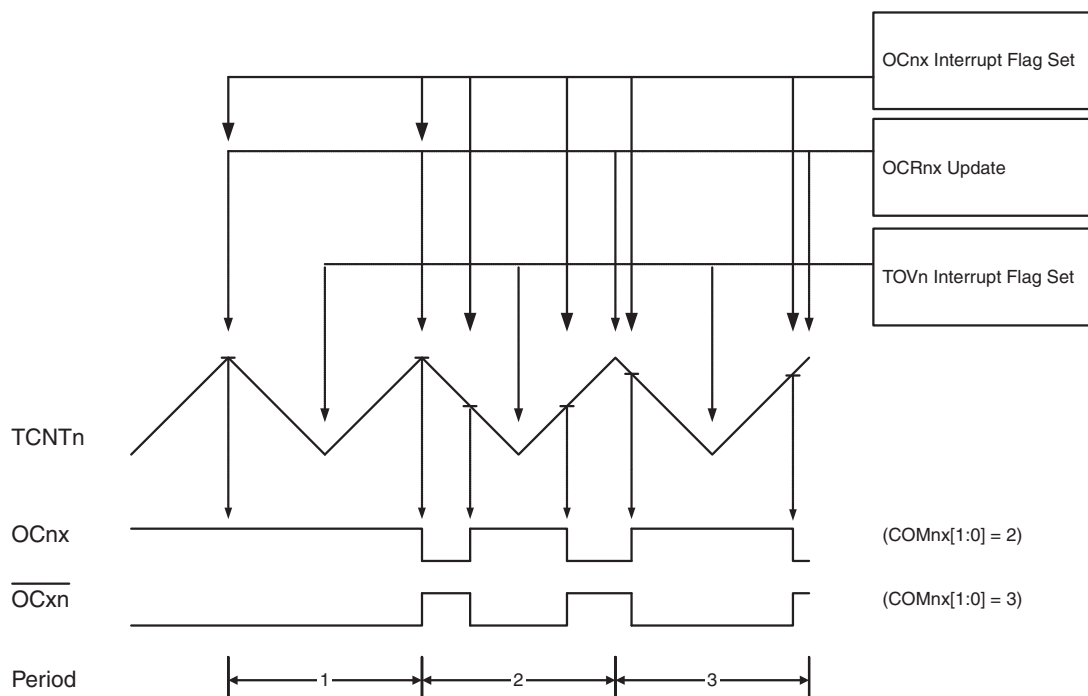 OCnx Interrupt Flag Set
OCRnx Update
TOVn Interrupt Flag Set
TCNTn
OCnx
(COMnx[1:0] = 2)
OCxn
(COMnx[1:0] = 3)
Period
1
2
3